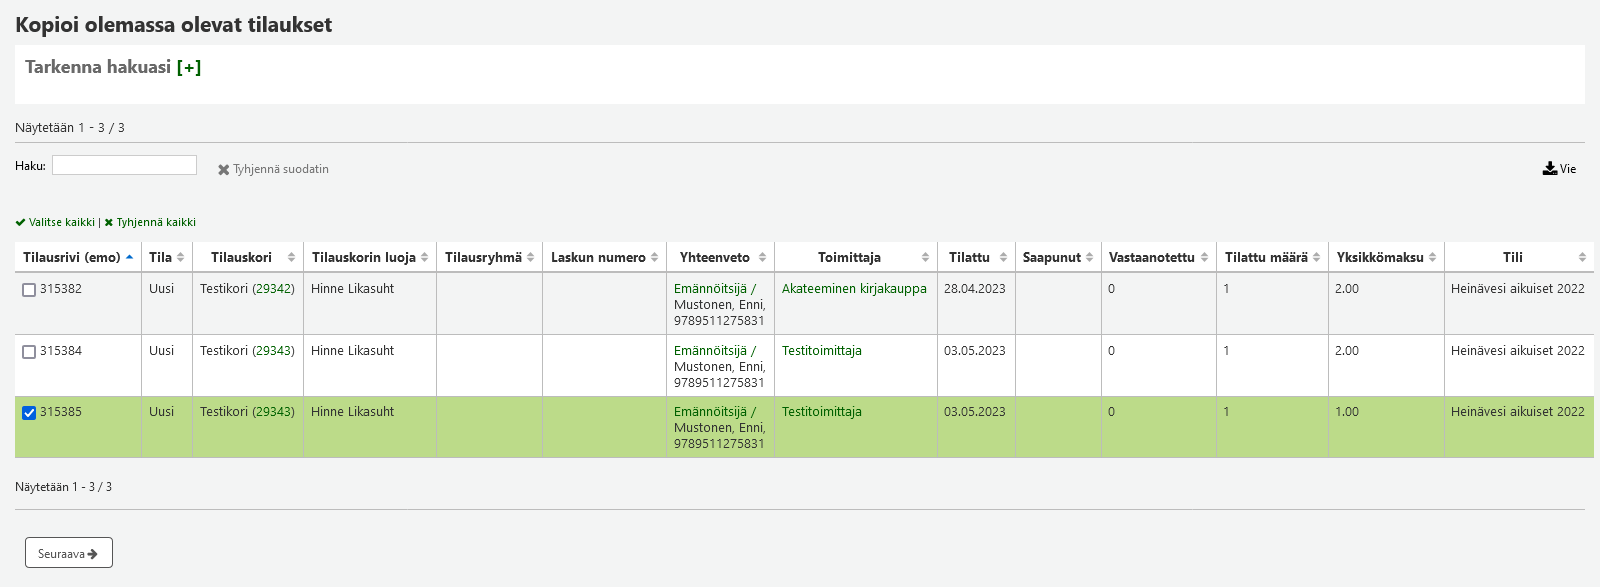 Kopioi olemassa olevat tilaukset
Tarkenna hakuasi [+]
Näytetään 1 - 3 / 3
Haku: Tyhjennä suodatin Vie
Valitse kaikki | Tyhjennä kaikki
Tilausrivi (emo) Tila Tilauskori Tilauskorin luoja Tilausryhmä Laskun numero Yhteenveto Toimittaja Tilattu Saapunut Vastaanotettu Tilattu määrä Yksikkömaksu Tili
315382 Uusi Testikori (29342) Hinne Likasuht Emännöitsijä / Akateeminen kirjakauppa 28.04.2023 0 1 2.00 Heinävesi aikuiset 2022
Mustonen, Enni,
9789511275831
315384 Uusi Testikori (29343) Hinne Likasuht Emännöitsijä / Testitoimittaja 03.05.2023 0 1 2.00 Heinävesi aikuiset 2022
Mustonen, Enni,
9789511275831
315385 Uusi Testikori (29343) Hinne Likasuht Emännöitsijä / Testitoimittaja 03.05.2023 0 1 1.00 Heinävesi aikuiset 2022
Mustonen, Enni,
9789511275831
Näytetään 1 - 3 / 3
Seuraava